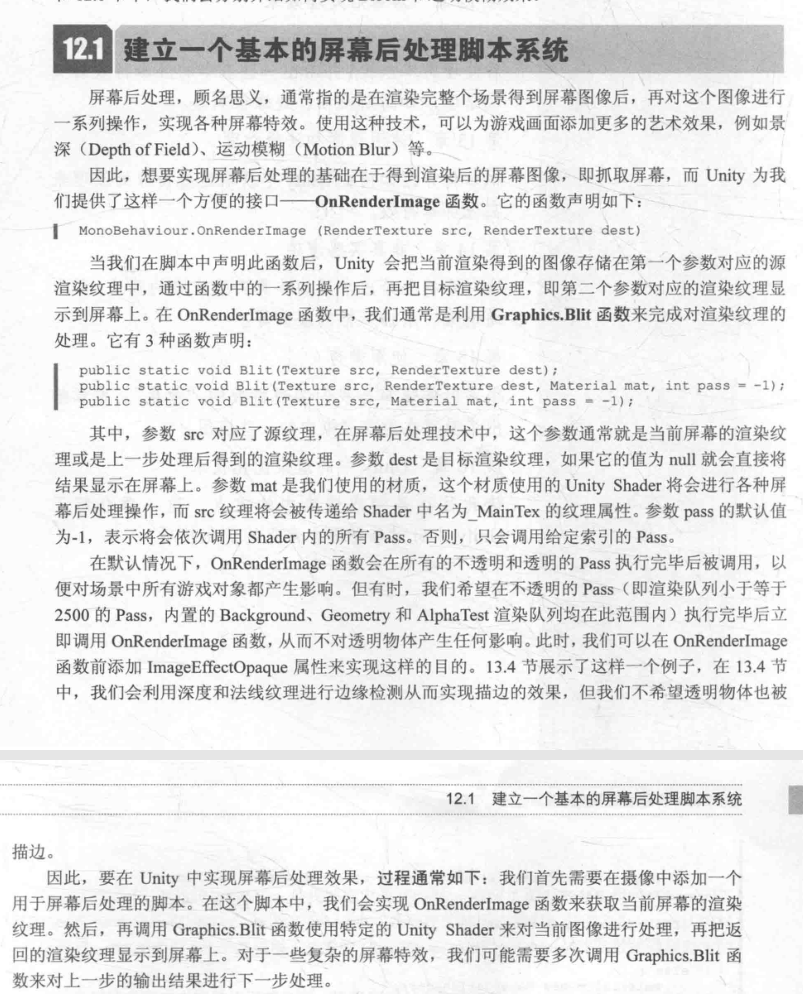 12.1 建立一个基本的屏幕后处理脚本系统
屏幕后处理，顾名思义，通常指的是在渲染完整个场景得到屏幕图像后，再对这个图像进行
一系列操作，实现各种屏幕特效。使用这种技术，可以为游戏画面添加更多的艺术效果，例如景
深（Depth of Field）、运动模糊（Motion Blur）等。
因此，想要实现屏幕后处理的基础在于得到渲染后的屏幕图像，即抓取屏幕，而 Unity 为我
们提供了这样一个方便的接口——OnRenderImage 函数。它的函数声明如下：
MonoBehaviour.OnRenderImage (RenderTexture src, RenderTexture dest)
当我们在脚本中声明此函数后，Unity 会把当前渲染得到的图像存储在第一个参数对应的源
渲染纹理中，通过函数中的一系列操作后，再把目标渲染纹理，即第二个参数对应的渲染纹理显
示到屏幕上。在 OnRenderImage 函数中，我们通常是利用 Graphics.Blit 函数来完成对渲染纹理的
处理。它有 3 种函数声明：
public static void Blit(Texture src, RenderTexture dest);
public static void Blit(Texture src, RenderTexture dest, Material mat, int pass = -1);
public static void Blit(Texture src, Material mat, int pass = -1);
其中，参数 src 对应了源纹理，在屏幕后处理技术中，这个参数通常就是当前屏幕的渲染纹
理或是上一步处理后得到的渲染纹理。参数 dest 是目标渲染纹理，如果它的值为 null 就会直接将
结果显示在屏幕上。参数 mat 是我们使用的材质，这个材质使用的 Unity Shader 将会进行各种屏
幕后处理操作，而 src 纹理将会被传递给 Shader 中名为_MainTex 的纹理属性。参数 pass 的默认值
为-1，表示将会依次调用 Shader 内的所有 Pass。否则，只会调用给定索引的 Pass。
在默认情况下，OnRenderImage 函数会在所有的不透明和透明的 Pass 执行完毕后被调用，以
便对场景中所有游戏对象都产生影响。但有时，我们希望在不透明的 Pass（即渲染队列小于等于
2500 的 Pass，内置的 Background、Geometry 和 AlphaTest 渲染队列均在此范围内）执行完毕后立
即调用 OnRenderImage 函数，从而不对透明物体产生任何影响。此时，我们可以在 OnRenderImage
函数前添加 ImageEffectOpaque 属性来实现这样的目的。13.4 节展示了这样一个例子，在 13.4 节
中，我们会利用深度和法线纹理进行边缘检测从而实现描边的效果，但我们不希望透明物体也被
12.1 建立一个基本的屏幕后处理脚本系统
描边。
因此，要在 Unity 中实现屏幕后处理效果，过程通常如下：我们首先需要在摄像中添加一个
用于屏幕后处理的脚本。在这个脚本中，我们会实现 OnRenderImage 函数来获取当前屏幕的渲染
纹理。然后，再调用 Graphics.Blit 函数使用特定的 Unity Shader 来对当前图像进行处理，再把返
回的渲染纹理显示到屏幕上。对于一些复杂的屏幕特效，我们可能需要多次调用 Graphics.Blit 函
数来对上一步的输出结果进行下一步处理。